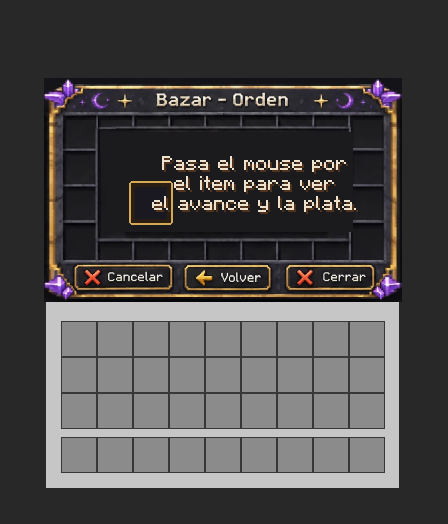 Bazar - Orden
Pasa el mouse por
el item para ver
el avance y la plata.
Cancelar
Volver
Cerrar